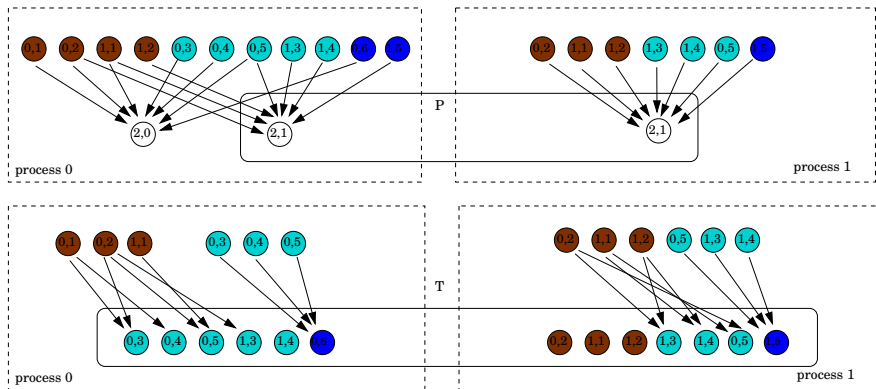 0,1 0,2 1,1 1,2 0,3 0,4 0,5 1,3 1,4 0,6 1,5
0,2 1,1 1,2 1,3 1,4 0,5 1,5
P
2,0 2,1
2,1
process 0
process 1
0,1 0,2 1,1 0,3 0,4 0,5
0,2 1,1 1,2 0,5 1,3 1,4
T
0,3 0,4 0,5 1,3 1,4 0,6
0,2 1,1 1,2 1,3 1,4 0,5 1,5
process 0
process 1